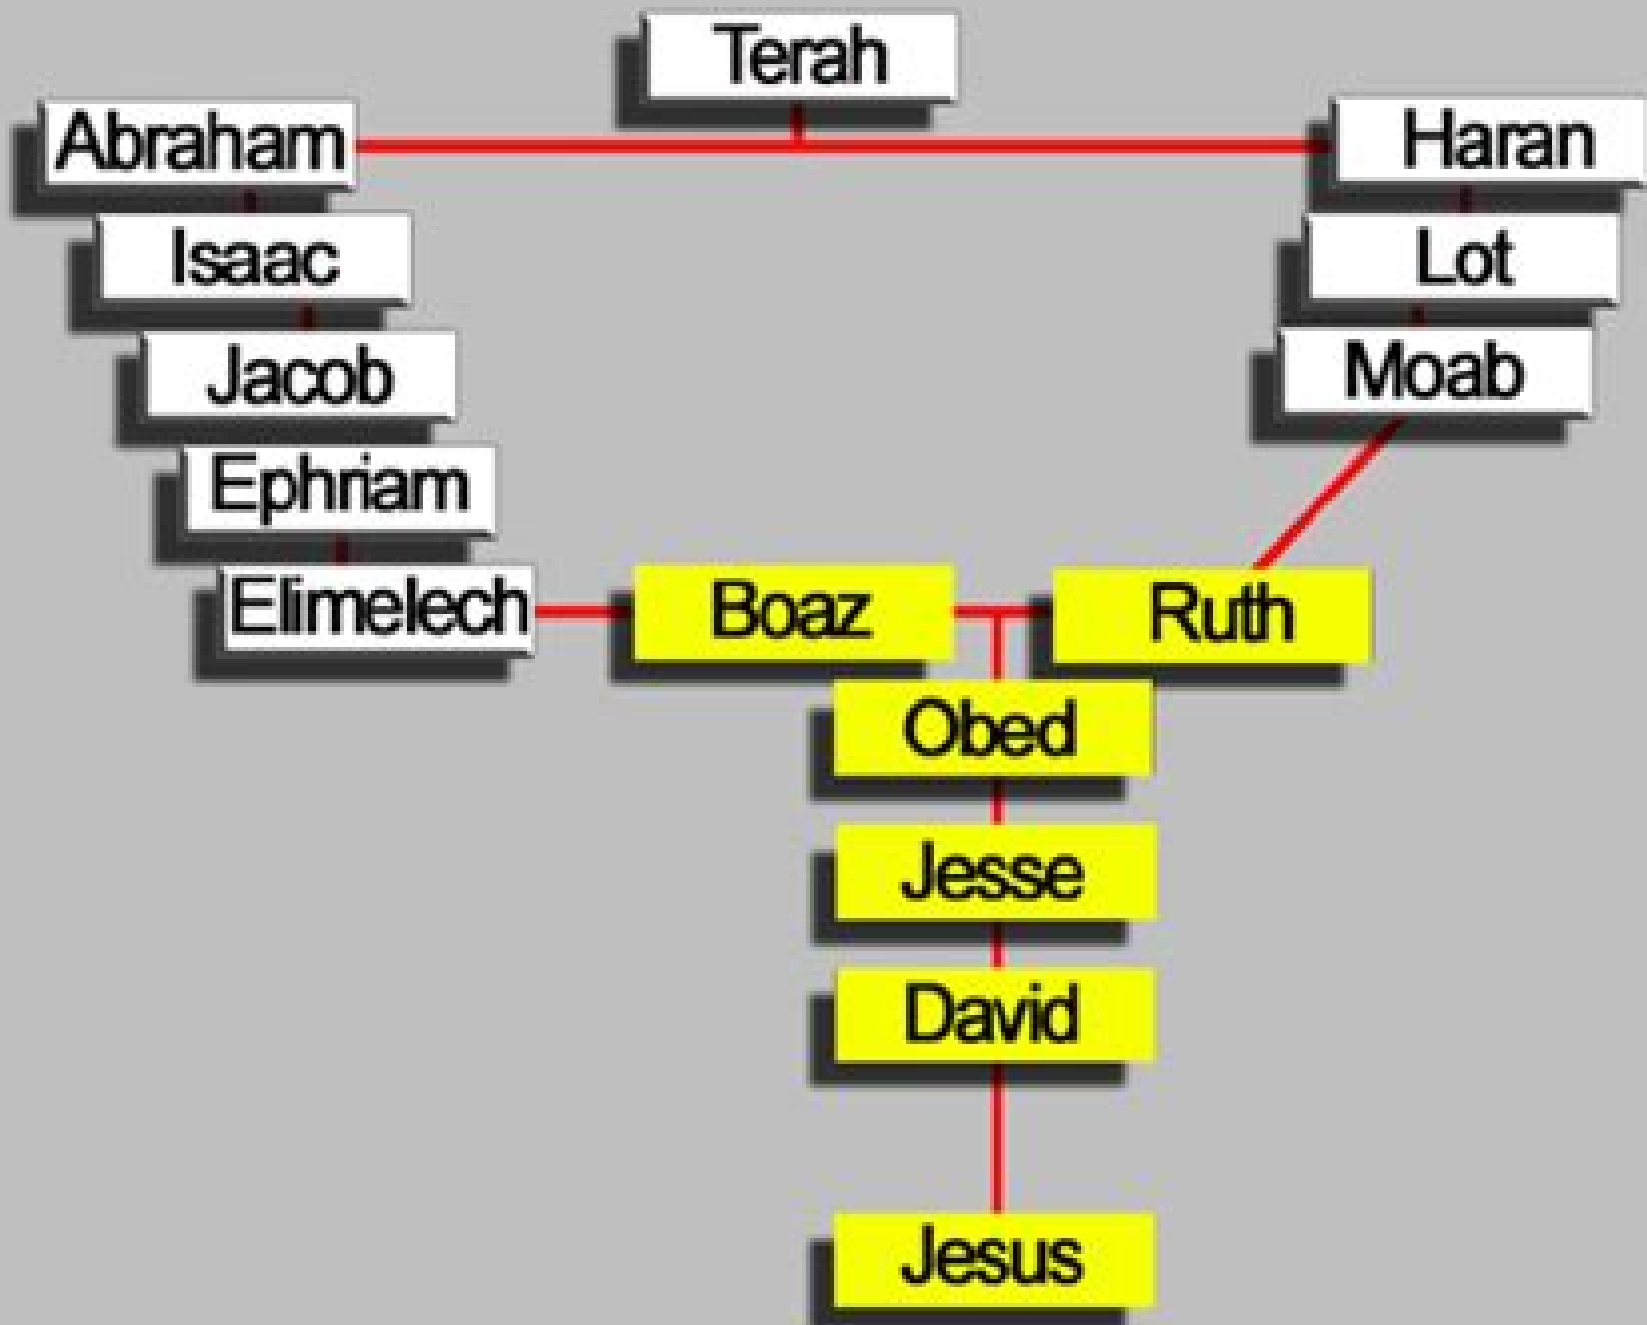 Terah
Abraham
Haran
Isaac
Lot
Jacob
Moab
Ephriam
Elimelech
Boaz
Ruth
Obed
Jesse
David
Jesus